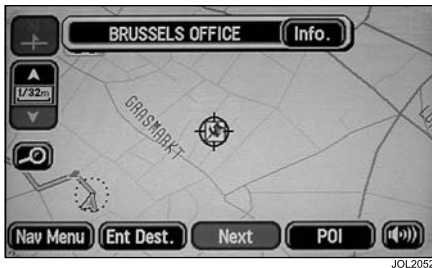 BRUSSELS OFFICE
Info.
1/32m
GRASMARKT
Nav Menu
Ent Dest.
Next
POI
JOL2052